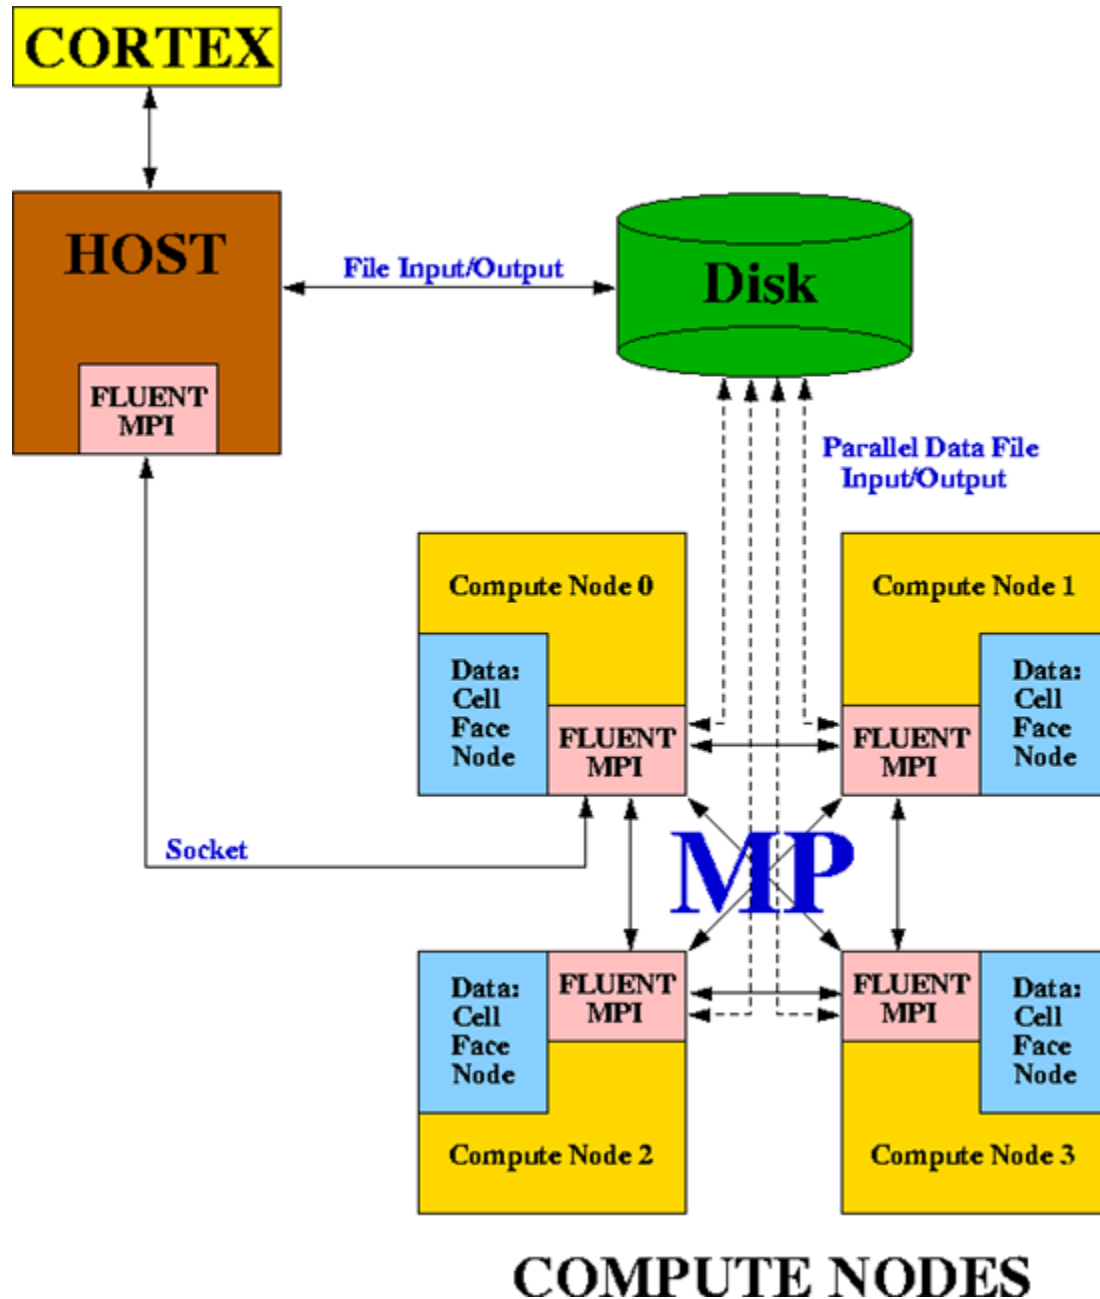 CORTEX
HOST
File Input/Output
Disk
FLUENT
MPI
Parallel Data File
Input/Output
Compute Node 0
Compute Node 1
Data:
Cell
Face
Node
FLUENT
MPI
FLUENT
MPI
Data:
Cell
Face
Node
Socket
MP
Data:
Cell
Face
Node
FLUENT
MPI
FLUENT
MPI
Data:
Cell
Face
Node
Compute Node 2
Compute Node 3
COMPUTE NODES